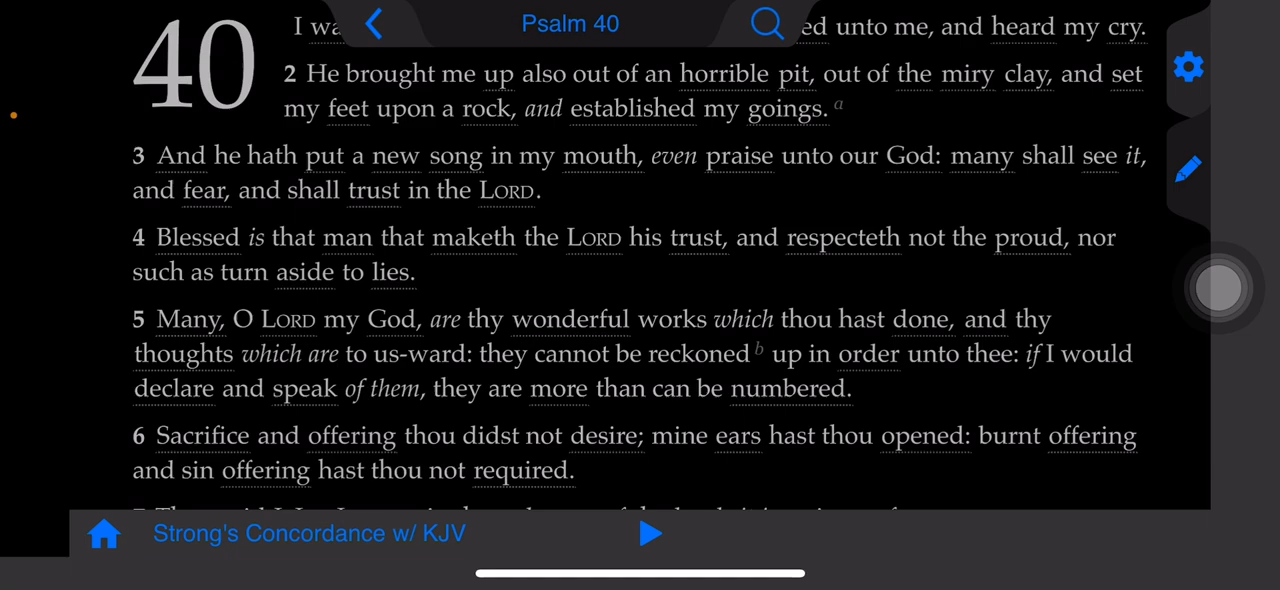 Psalm 40
40
I wa ed unto me, and heard my cry.
2 He brought me up also out of an horrible pit, out of the miry clay, and set
my feet upon a rock, and established my goings. a
3 And he hath put a new song in my mouth, even praise unto our God: many shall see it,
and fear, and shall trust in the LORD.
4 Blessed is that man that maketh the LORD his trust, and respecteth not the proud, nor
such as turn aside to lies.
5 Many, O LORD my God, are thy wonderful works which thou hast done, and thy
thoughts which are to us-ward: they cannot be reckoned b up in order unto thee: if I would
declare and speak of them, they are more than can be numbered.
6 Sacrifice and offering thou didst not desire; mine ears hast thou opened: burnt offering
and sin offering hast thou not required.
Strong's Concordance w/ KJV